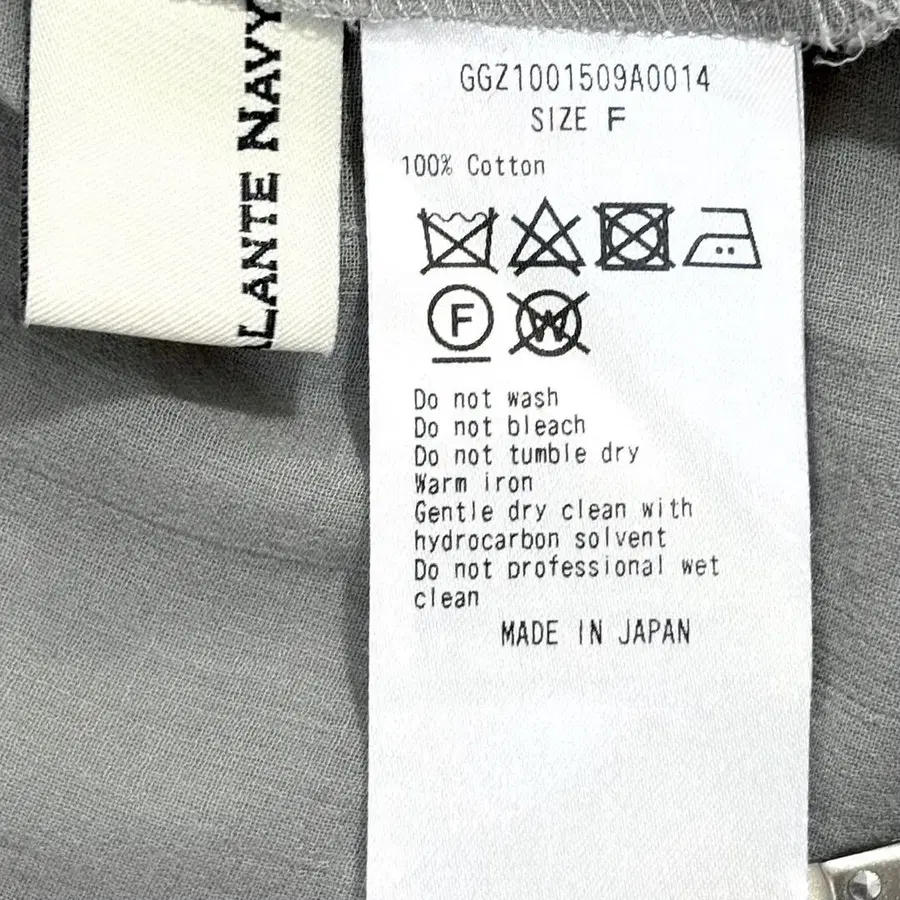 LANTE NAVY
GGZ1001509A0014
SIZE F
100% Cotton
F
W
Do not wash
Do not bleach
Do not tumble dry
Warm iron
Gentle dry clean with
hydrocarbon solvent
Do not professional wet
clean
MADE IN JAPAN